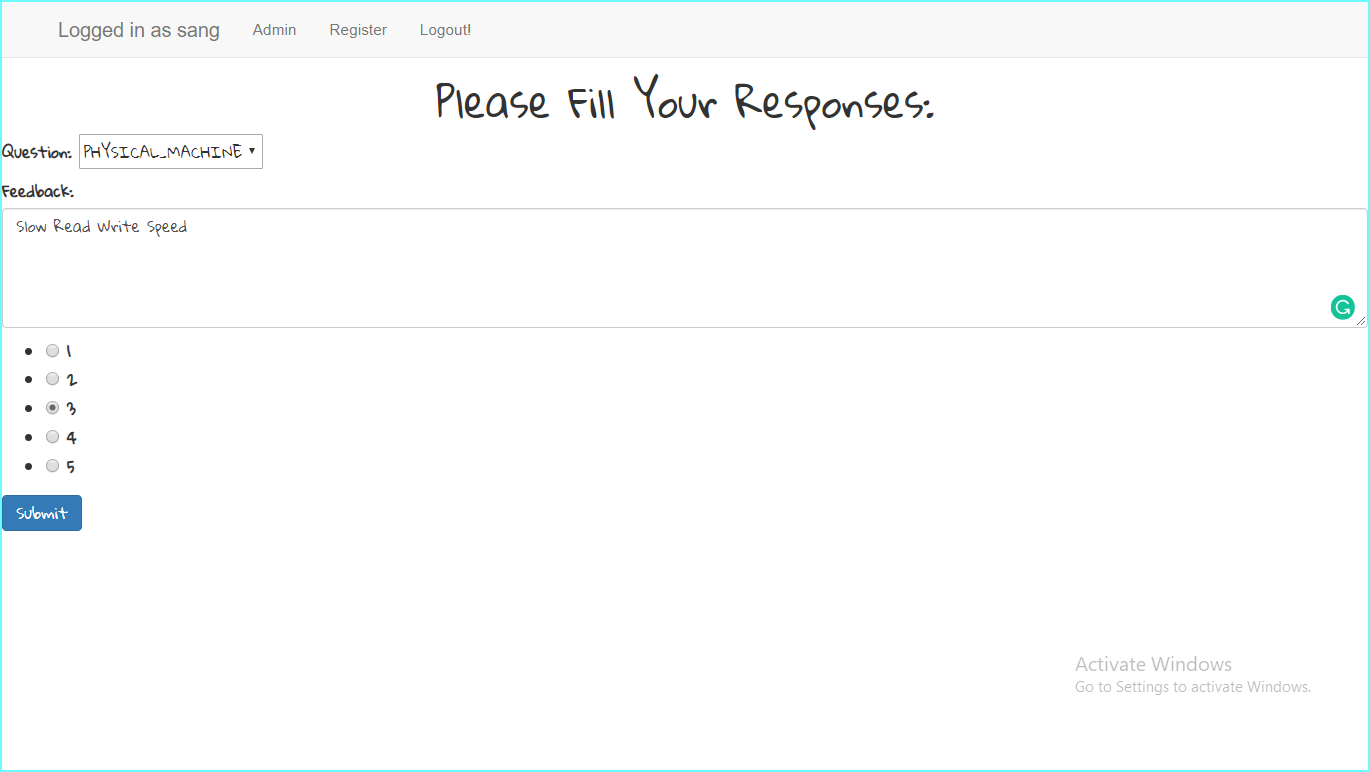 Logged in as sang Admin Register Logout!
Please Fill Your Responses:
Question: PHYSICAL_MACHINE
Feedback:
Slow Read Write Speed
1
2
3
4
5
Submit
Activate Windows
Go to Settings to activate Windows.